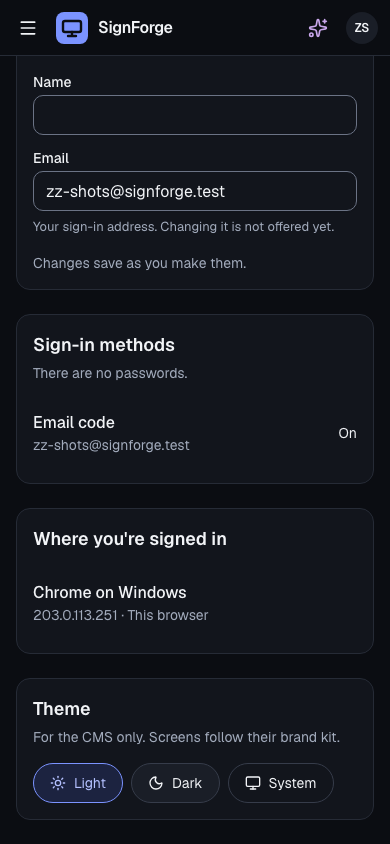 SignForge
ZS
Name
Email
zz-shots@signforge.test
Your sign-in address. Changing it is not offered yet.
Changes save as you make them.
Sign-in methods
There are no passwords.
Email code
On
zz-shots@signforge.test
Where you're signed in
Chrome on Windows
203.0.113.251 · This browser
Theme
For the CMS only. Screens follow their brand kit.
Light
Dark
System